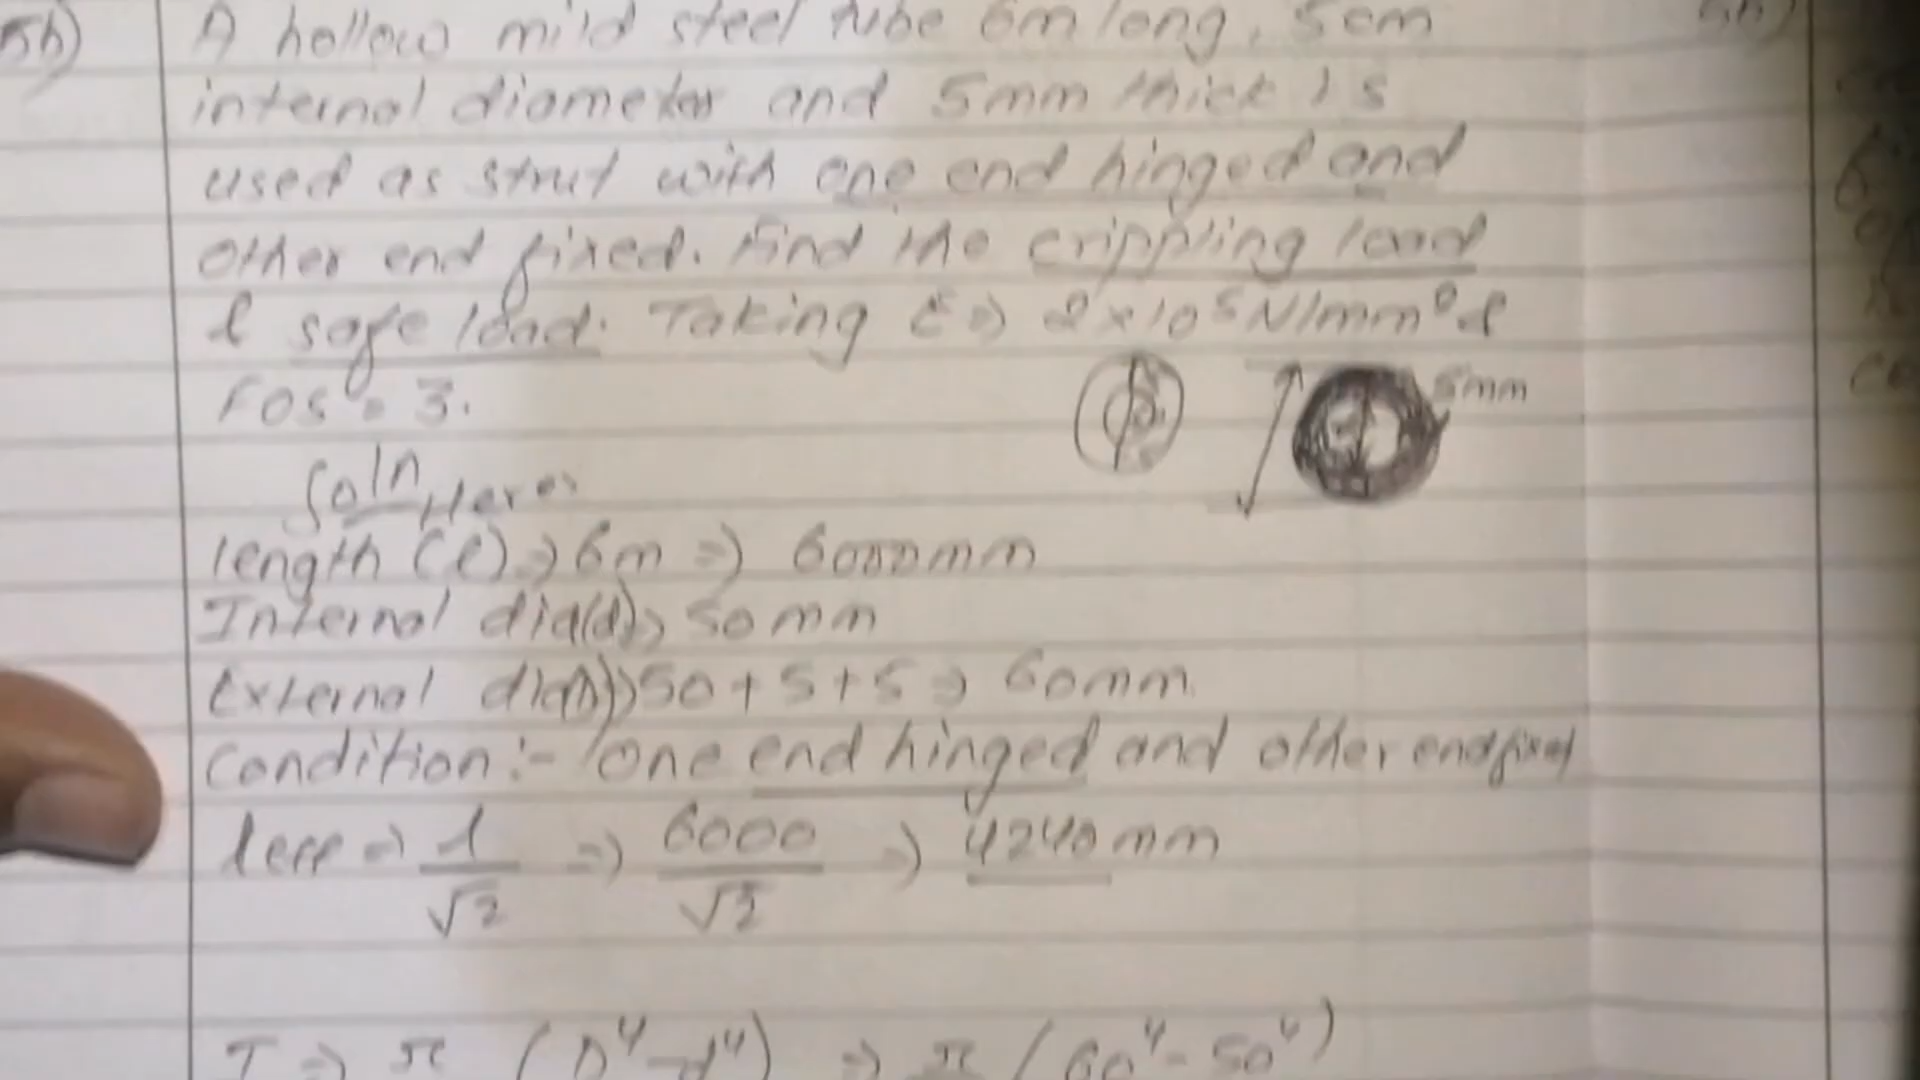 5b)
A hollow mild steel tube 6m long, 5cm
internal diameter and 5mm thick is
used as strut with one end hinged and
other end fixed. Find the crippling load
& safe load. Taking E => 2×10⁵N/mm² &
FOS = 3.
5mm
Soln Here,
length (l) => 6m => 6000mm
Internal dia(d)=> 50mm
External dia(D)=>50+5+5 => 60mm.
Condition:- one end hinged and other end fixed
leff => l/√2 => 6000/√2 => 4240mm
I => π (D⁴-d⁴) => π (60⁴-50⁴)